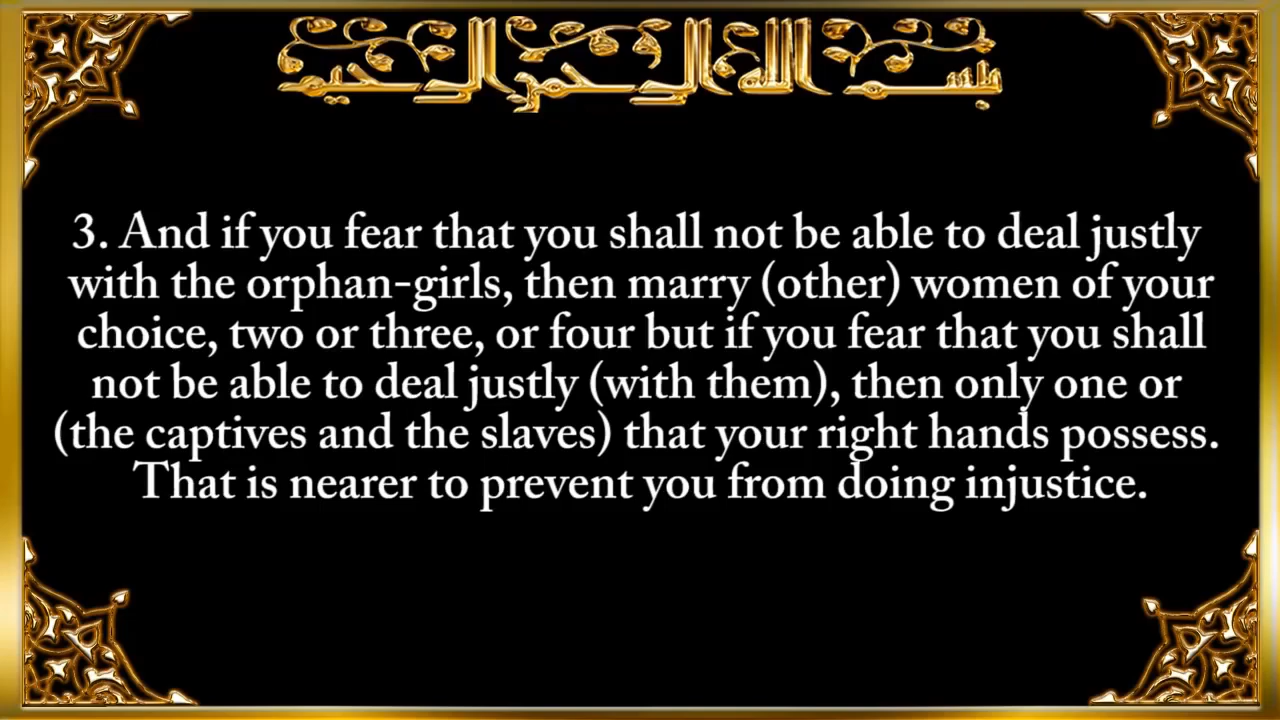 بسم الله الرحمن الرحيم
3. And if you fear that you shall not be able to deal justly
with the orphan-girls, then marry (other) women of your
choice, two or three, or four but if you fear that you shall
not be able to deal justly (with them), then only one or
(the captives and the slaves) that your right hands possess.
That is nearer to prevent you from doing injustice.